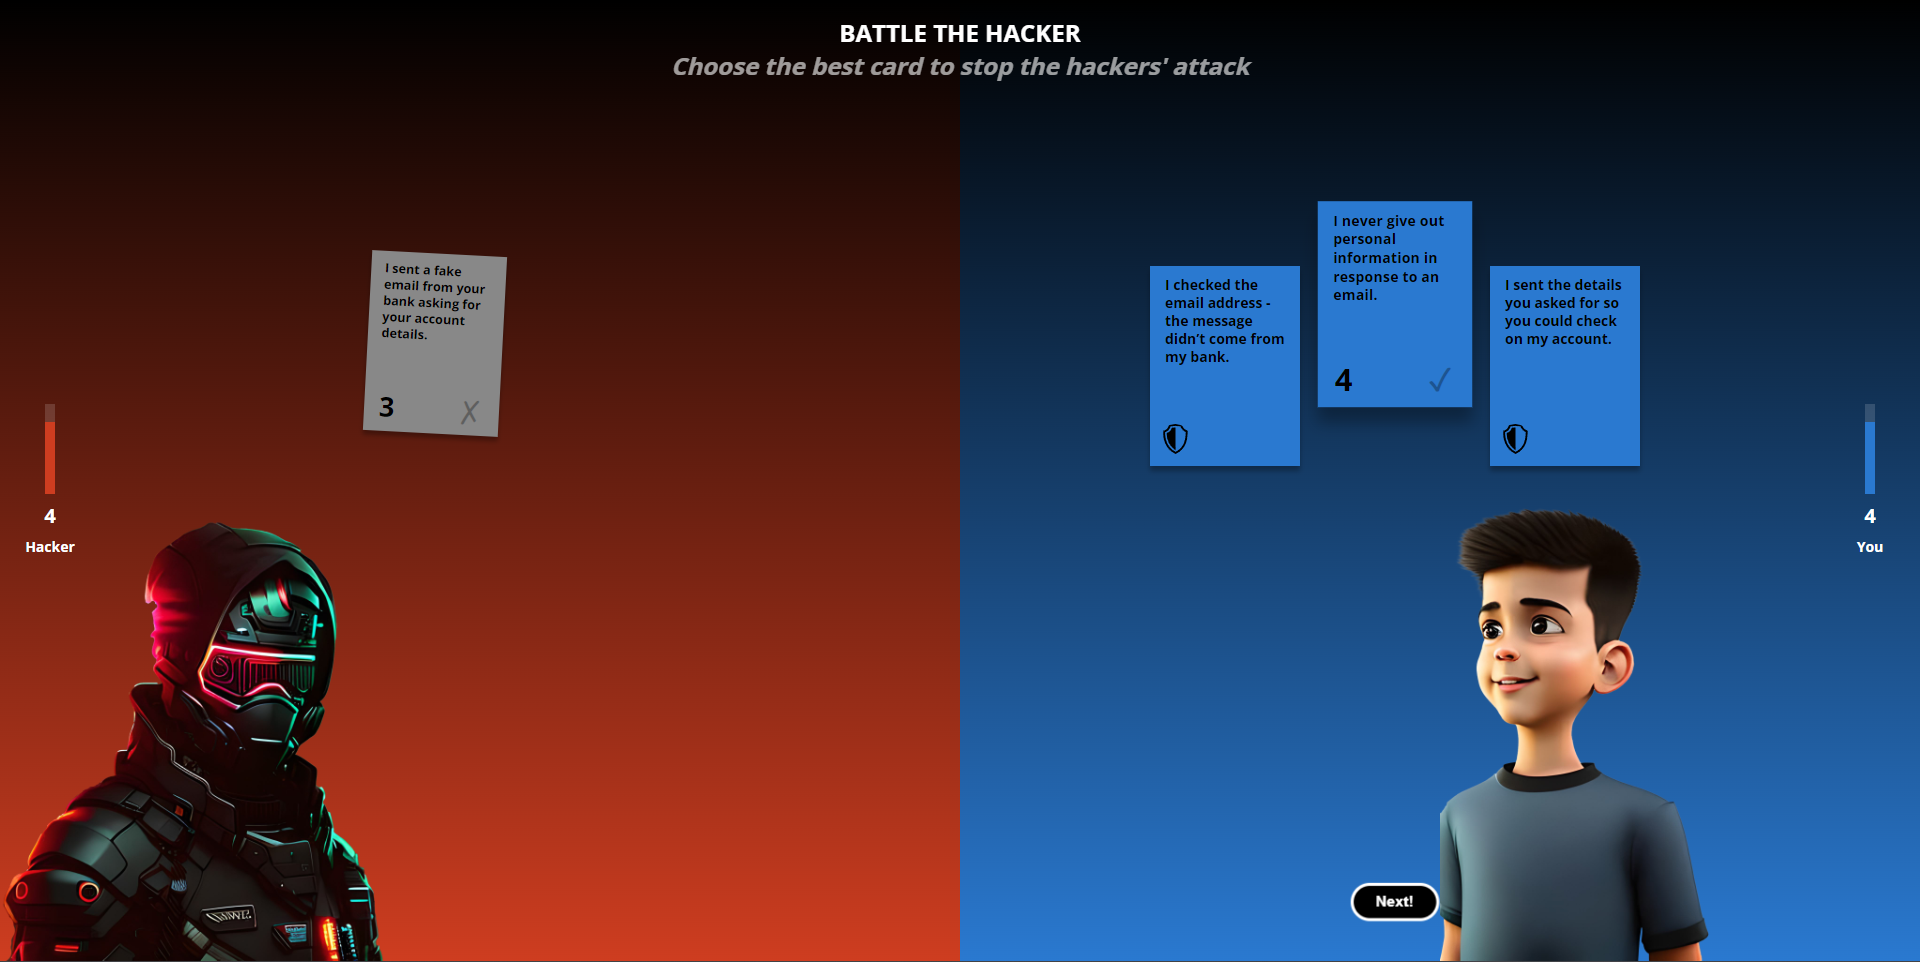 BATTLE THE HACKER
Choose the best card to stop the hackers' attack
I sent a fake
email from your
bank asking for
your account
details.
3
X
4
Hacker
I checked the
email address -
the message
didn't come from
my bank.
I never give out
personal
information in
response to an
email.
4 ✓
I sent the details
you asked for so
you could check
on my account.
4
You
Next!